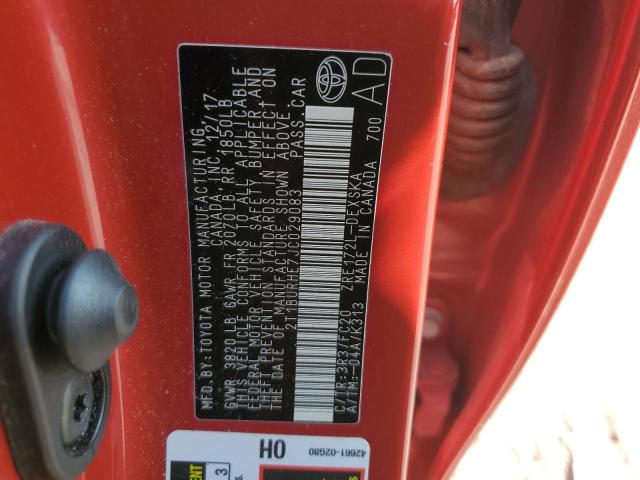 MFD.BY: TOYOTA MOTOR MANUFACTURING
CANADA, INC. 12/17
GVWR 3820 LB GAWR FR 2070 LB RR 1850 LB
THIS VEHICLE CONFORMS TO ALL APPLICABLE
FEDERAL MOTOR VEHICLE SAFETY, BUMPER AND
THEFT PREVENTION STANDARDS IN EFFECT ON
THE DATE OF MANUFACTURE SHOWN ABOVE.
2T1BURHE7JC029083 PASS. CAR
C/TR:3R3/FC20 ZRE172L-DEXSKA
A/TM:-04A/K313 MADE IN CANADA 700
AD
42661-02G80
0H
3